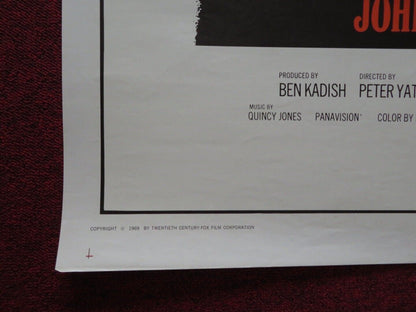 JOH
PRODUCED BY DIRECTED BY
BEN KADISH PETER YAT
MUSIC BY
QUINCY JONES PANAVISION® COLOR BY
COPYRIGHT © 1969 BY TWENTIETH CENTURY-FOX FILM CORPORATION